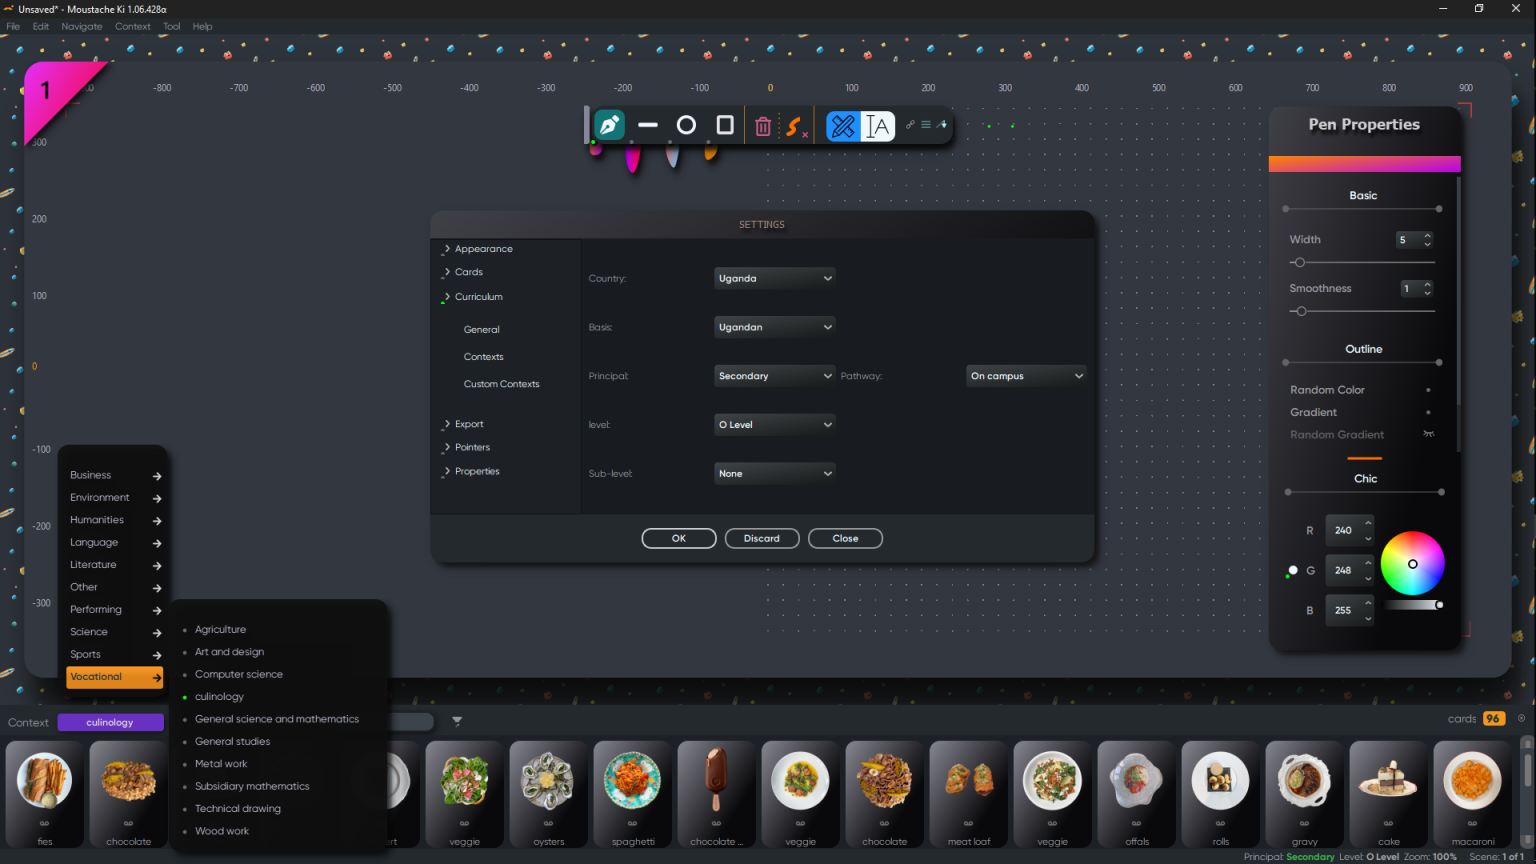 Unsaved* - Moustache Ki 1.06.428α
File Edit Navigate Context Tool Help
1
-800 -700 -600 -500 -400 -300 -200 -100 0 100 200 300 400 500 600 700 800 900
300
200
100
0
-100
-200
-300
A
Pen Properties
Basic
Width 5
Smoothness 1
Outline
Random Color
Gradient
Random Gradient
Chic
R 240
G 248
B 255
SETTINGS
Appearance
Cards
Curriculum
General
Contexts
Custom Contexts
Export
Pointers
Properties
Country: Uganda
Basis: Ugandan
Principal: Secondary Pathway: On campus
level: O Level
Sub-level: None
OK Discard Close
Business
Environment
Humanities
Language
Literature
Other
Performing
Science
Sports
Vocational
Agriculture
Art and design
Computer science
culinology
General science and mathematics
General studies
Metal work
Subsidiary mathematics
Technical drawing
Wood work
Context culinology
cards 96
fies chocolate veggie oysters spaghetti chocolate ... veggie chocolate meat loaf veggie offals rolls gravy cake macaroni
Principal: Secondary Level: O Level Zoom: 100% Scene: 1 of 1